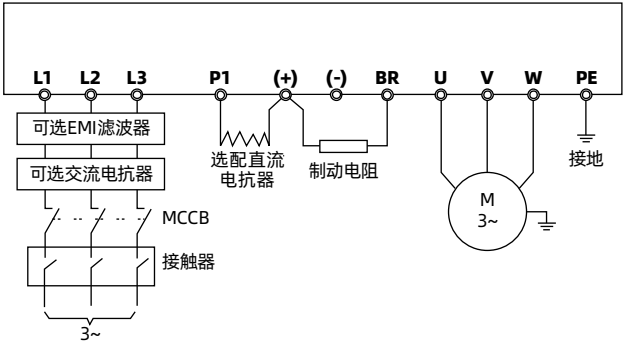 L1 L2 L3 P1 (+) (-) BR U V W PE
可选EMI滤波器
可选交流电抗器
选配直流
电抗器
制动电阻
接地
M
3~
MCCB
接触器
3~